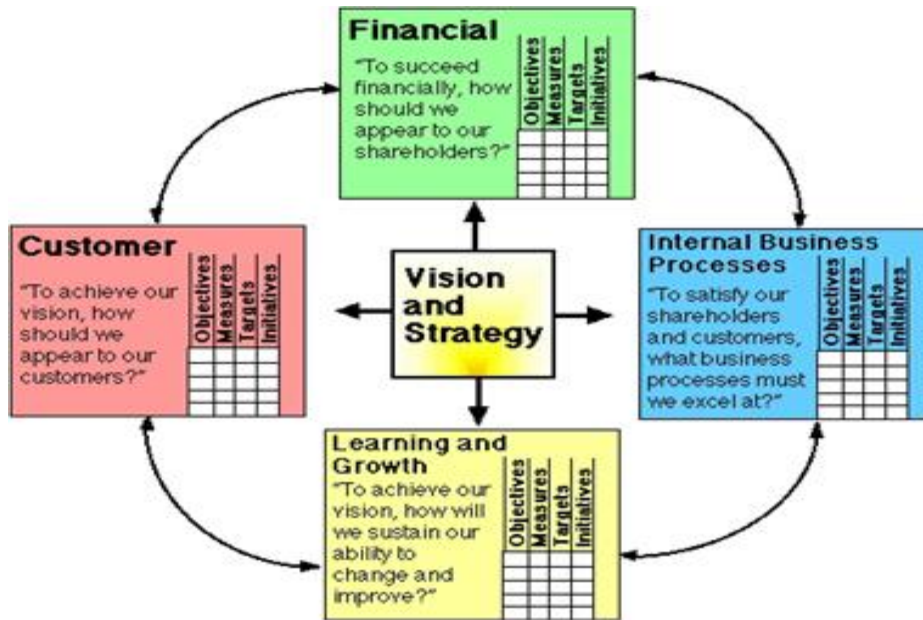 Financial
"To succeed
financially, how
should we
appear to our
shareholders?"
Objectives
Measures
Targets
Initiatives
Customer
"To achieve our
vision, how
should we
appear to our
customers?"
Objectives
Measures
Targets
Initiatives
Vision
and
Strategy
Internal Business
Processes
"To satisfy our
shareholders
and customers,
what business
processes must
we excel at?"
Objectives
Measures
Targets
Initiatives
Learning and
Growth
"To achieve our
vision, how will
we sustain our
ability to
change and
improve?"
Objectives
Measures
Targets
Initiatives